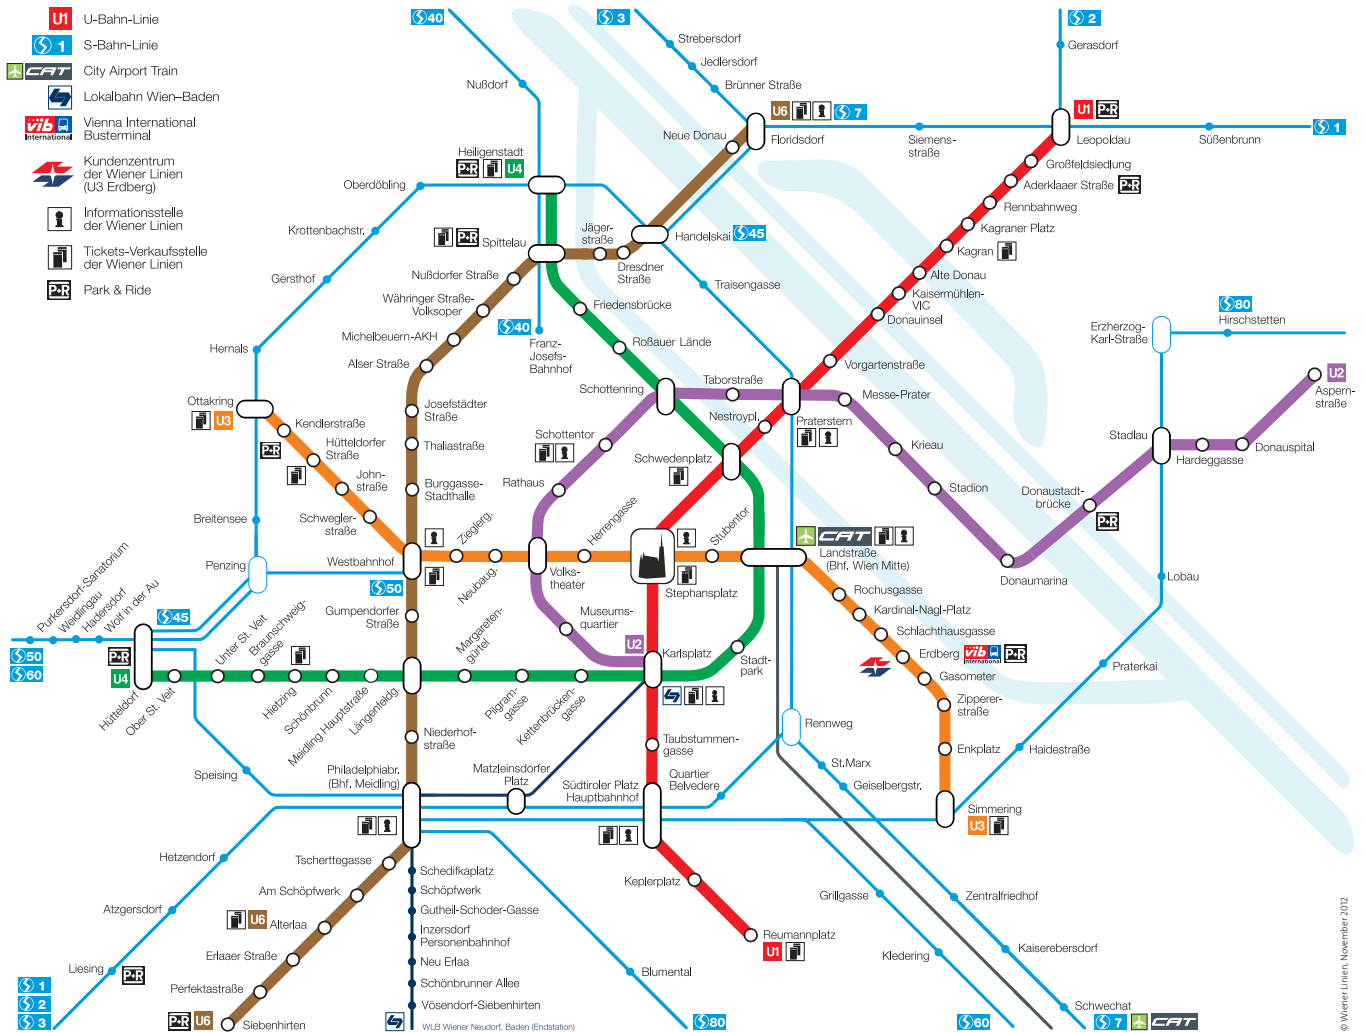 U1 U-Bahn-Linie
1 S-Bahn-Linie
CAT City Airport Train
Lokalbahn Wien–Baden
vib International Vienna International
Busterminal
Kundenzentrum
der Wiener Linien
(U3 Erdberg)
Informationsstelle
der Wiener Linien
Tickets-Verkaufsstelle
der Wiener Linien
P+R Park & Ride
40
3
2
Strebersdorf
Jedlersdorf
Brünner Straße
Gerasdorf
Nußdorf
U6 7
Neue Donau
Floridsdorf
Siemens-
straße
U1 P+R
Leopoldau
Süßenbrunn
1
Heiligenstadt
P+R U4
Oberdöbling
Krottenbachstr.
Gersthof
Hernals
Großfeldsiedlung
Aderklaaer Straße P+R
Rennbahnweg
Kagraner Platz
Kagran
Alte Donau
Kaisermühlen-
VIC
Donauinsel
Vorgartenstraße
P+R Spittelau
Jäger-
straße
Handelskai 45
Dresdner
Straße
Traisengasse
Nußdorfer Straße
Währinger Straße-
Volksoper
Michelbeuern-AKH
Alser Straße
Friedensbrücke
40
Franz-
Josefs-
Bahnhof
Roßauer Lände
80
Hirschstetten
Erzherzog-
Karl-Straße
U2
Aspern-
straße
Ottakring
U3
Kendlerstraße
P+R
Hütteldorfer
Straße
John-
straße
Schwegler-
straße
Josefstädter
Straße
Thaliastraße
Burggasse-
Stadthalle
Schottenring
Taborstraße
Messe-Prater
Nestroypl.
Praterstern
Schottentor
Rathaus
Schwedenplatz
Krieau
Stadion
Stadlau
Hardeggasse
Donauspital
Donaustadt-
brücke
P+R
Donaumarina
Breitensee
Penzing
Westbahnhof
50
Zieglerg.
Neubaug.
Herrengasse
Volks-
theater
Stubentor
Stephansplatz
CAT
Landstraße
(Bhf. Wien Mitte)
Rochusgasse
Kardinal-Nagl-Platz
Schlachthausgasse
Erdberg vib International P+R
Gasometer
Zipperer-
straße
Enkplatz
Simmering
U3
Lobau
Praterkai
Haidestraße
Purkersdorf-Sanatorium
Weidlingau
Hadersdorf
Wolf in der Au
45
50
60
P+R
U4
Hütteldorf
Ober St. Veit
Unter St. Veit
Braunschweig-
gasse
Hietzing
Schönbrunn
Meidling Hauptstraße
Längenfeldg.
Gumpendorfer
Straße
Margareten-
gürtel
Pilgram-
gasse
Kettenbrücken-
gasse
Museums-
quartier
U2
Karlsplatz
Stadt-
park
Niederhof-
straße
Taubstummen-
gasse
Rennweg
St.Marx
Geiselbergstr.
Speising
Philadelphiabr.
(Bhf. Meidling)
Matzleinsdorfer
Platz
Südtiroler Platz
Hauptbahnhof
Quartier
Belvedere
Hetzendorf
Atzgersdorf
Liesing P+R
1
2
3
Tscherttegasse
Am Schöpfwerk
U6 Alterlaa
Erlaaer Straße
Perfektastraße
P+R U6 Siebenhirten
Schedifkaplatz
Schöpfwerk
Gutheil-Schoder-Gasse
Inzersdorf
Personenbahnhof
Neu Erlaa
Schönbrunner Allee
Vösendorf-Siebenhirten
WLB Wiener Neudorf, Baden (Endstation)
Keplerplatz
Reumannplatz
U1
Blumental
80
Grillgasse
Kledering
60
Zentralfriedhof
Kaiserebersdorf
Schwechat
7 CAT
© Wiener Linien, November 2012